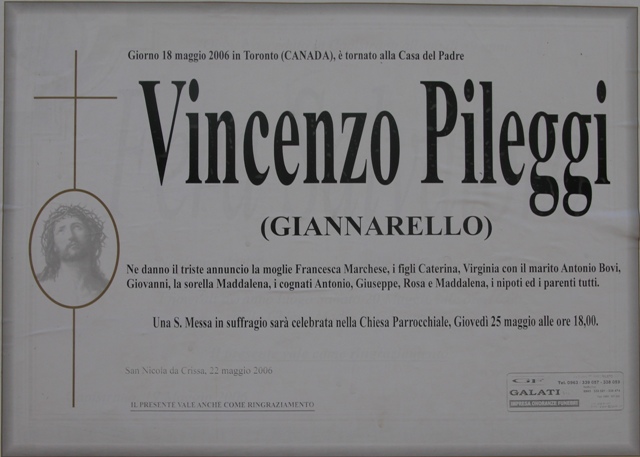 Giorno 18 maggio 2006 in Toronto (CANADA), è tornato alla Casa del Padre
Vincenzo Pileggi
(GIANNARELLO)
Ne danno il triste annuncio la moglie Francesca Marchese, i figli Caterina, Virginia con il marito Antonio Bovi,
Giovanni, la sorella Maddalena, i cognati Antonio, Giuseppe, Rosa e Maddalena, i nipoti ed i parenti tutti.
Una S. Messa in suffragio sarà celebrata nella Chiesa Parrocchiale, Giovedì 25 maggio alle ore 18,00.
San Nicola da Crissa, 22 maggio 2006
IL PRESENTE VALE ANCHE COME RINGRAZIAMENTO
GALATI